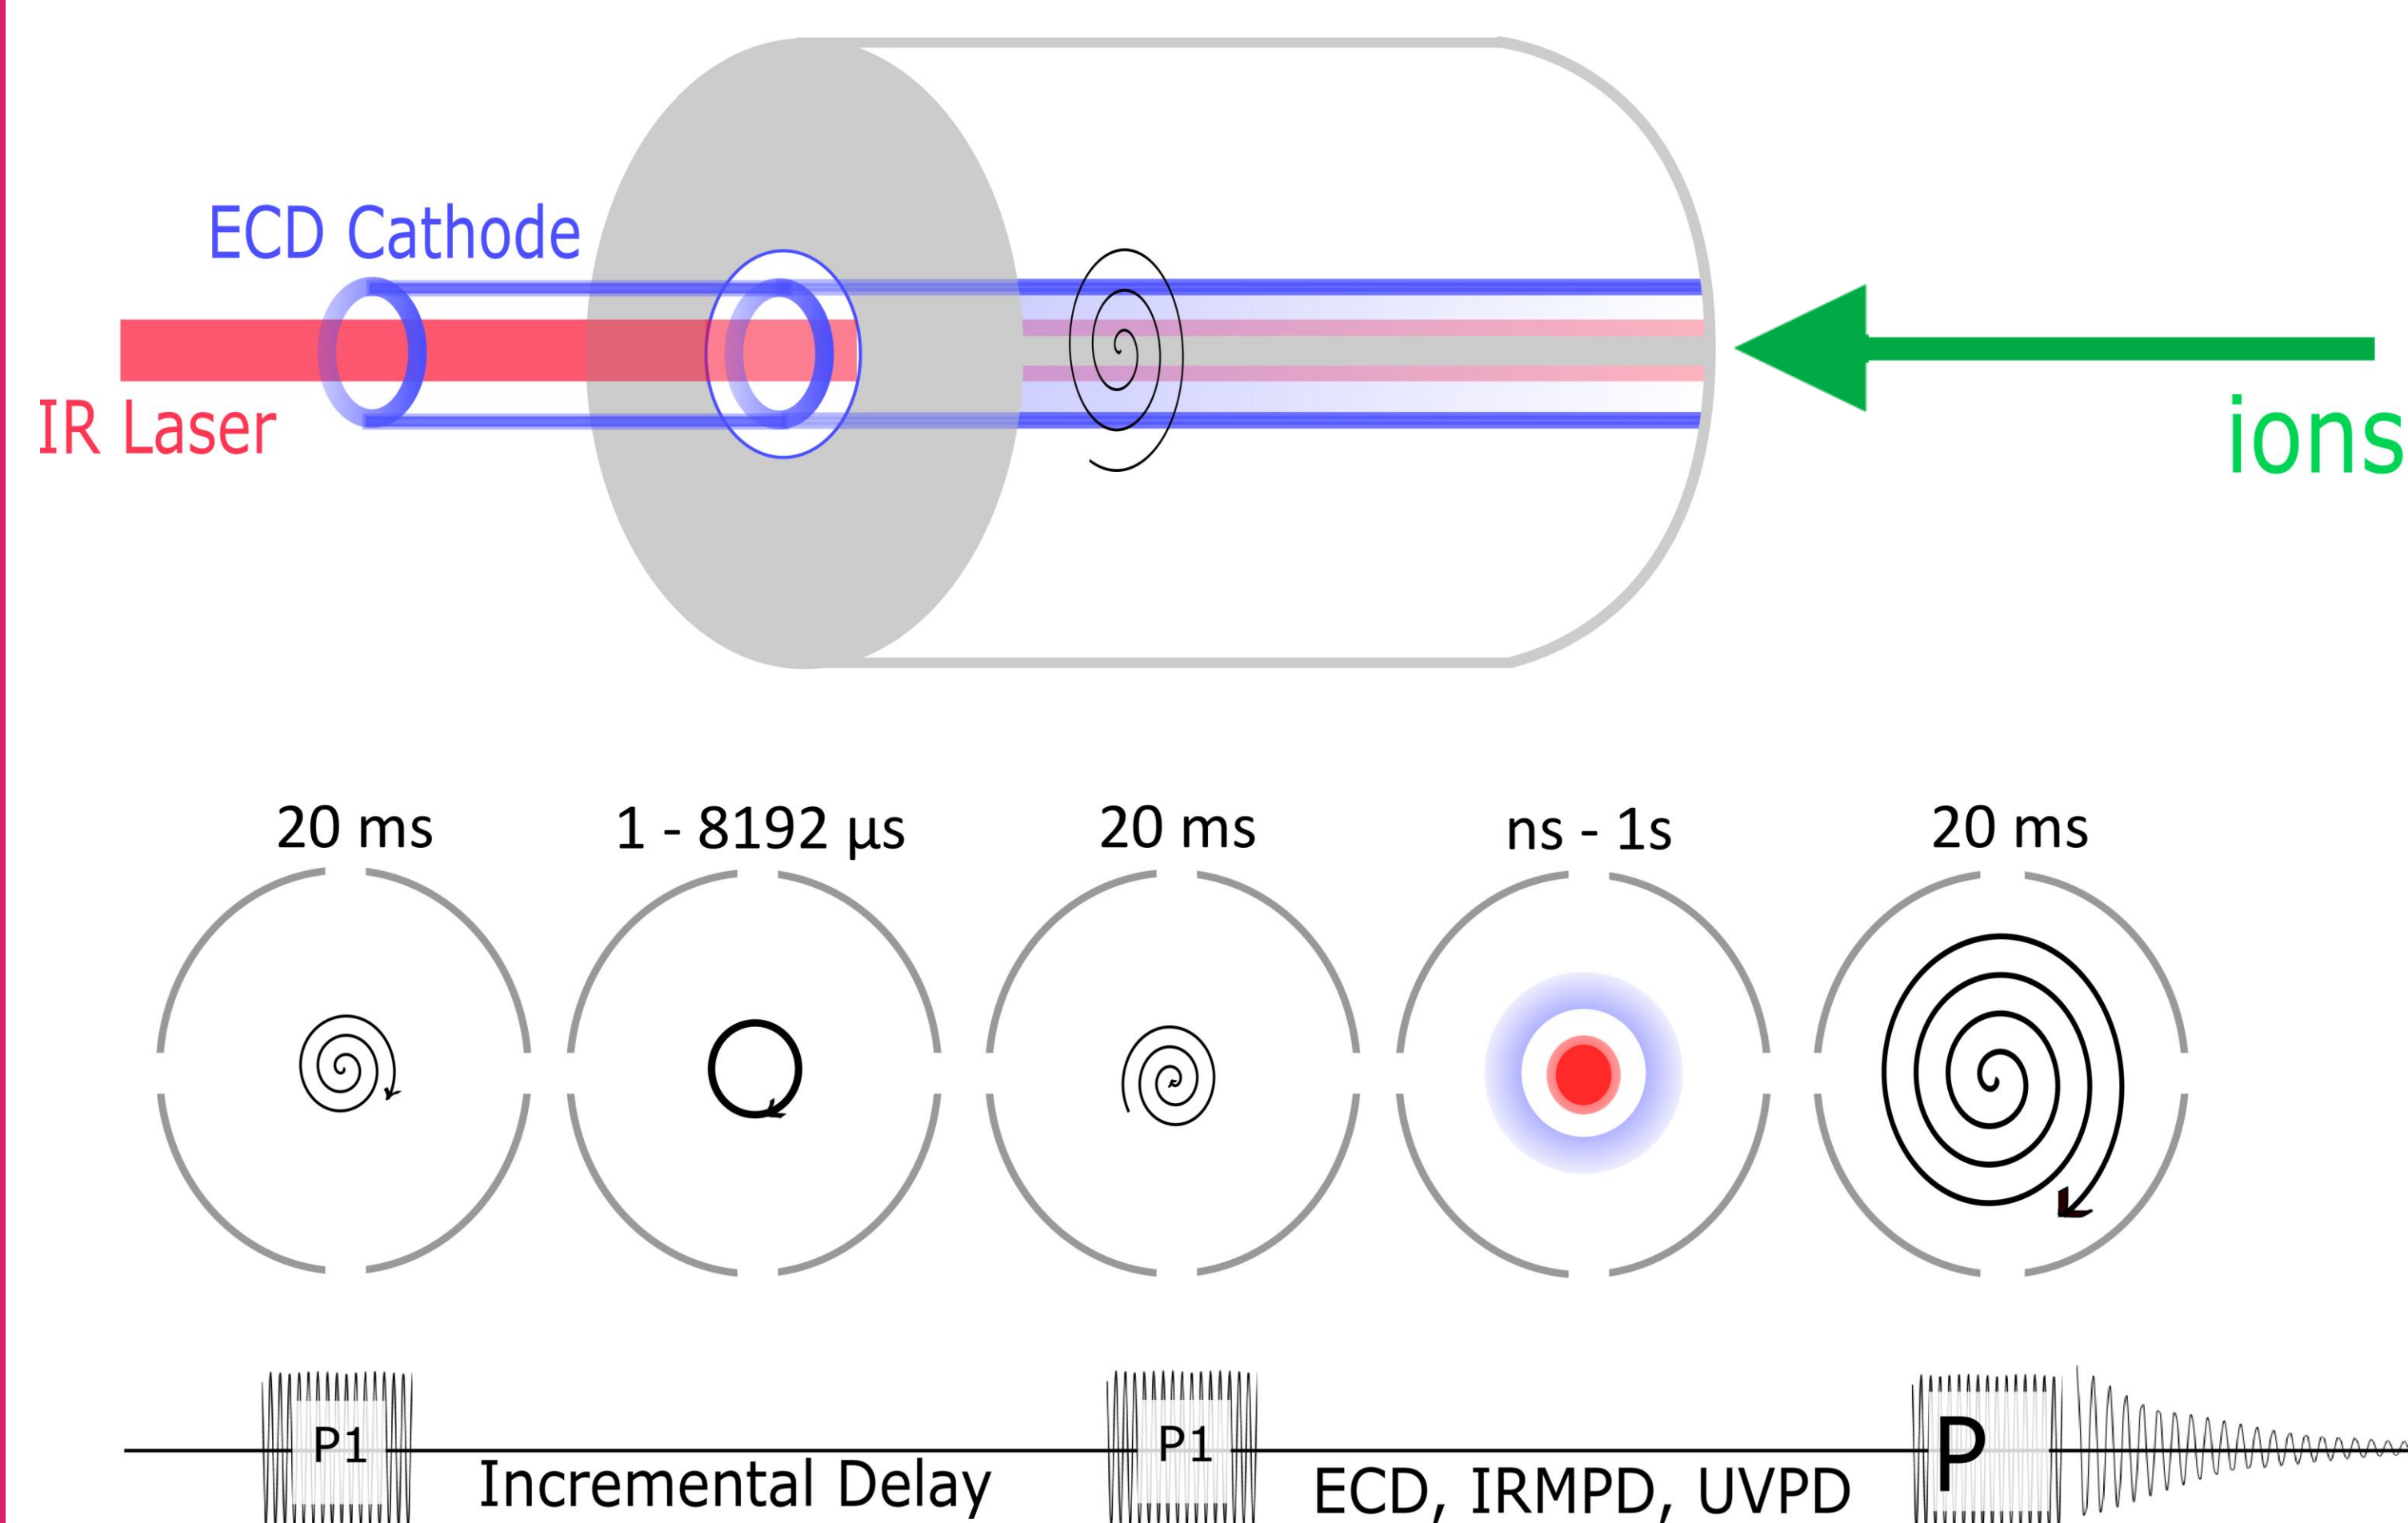 ECD Cathode
IR Laser
ions
20 ms
1 - 8192 µs
20 ms
ns - 1s
20 ms
P1
Incremental Delay
P1
ECD, IRMPD, UVPD
P